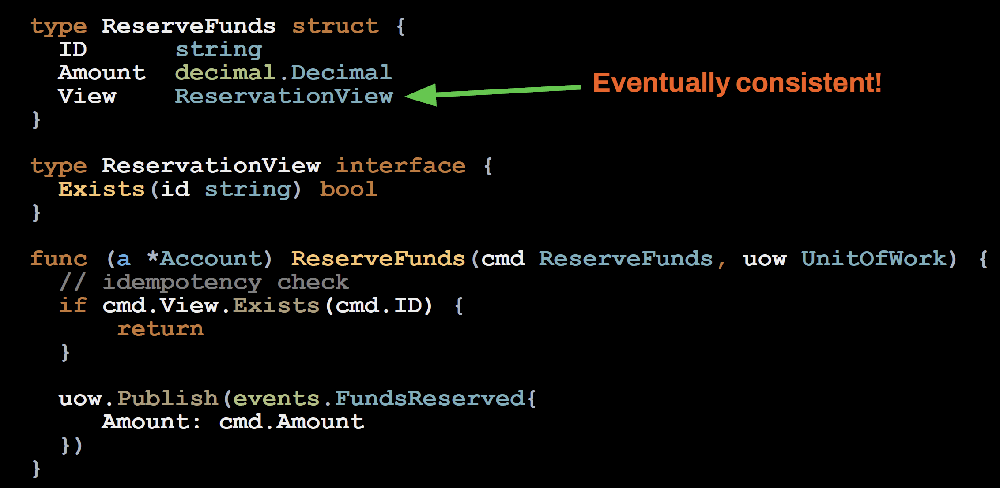 type ReserveFunds struct {
  ID      string
  Amount  decimal.Decimal
  View    ReservationView
}
Eventually consistent!
type ReservationView interface {
  Exists(id string) bool
}
func (a *Account) ReserveFunds(cmd ReserveFunds, uow UnitOfWork) {
  // idempotency check
  if cmd.View.Exists(cmd.ID) {
      return
  }
  uow.Publish(events.FundsReserved{
     Amount: cmd.Amount
  })
}